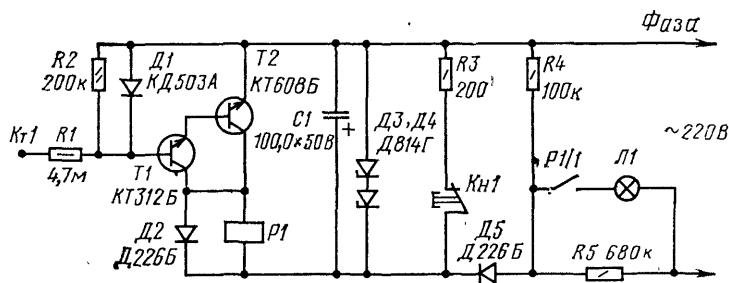 Фаза
R2
200к
Д1
КД503А
Т2
КТ608Б
С1
100,0×50В
+
Д3, Д4
Д814Г
R3
200
R4
100к
~220В
Кт1
R1
4,7м
Т1
КТ312Б
Кн1
Р1/1
Л1
Д2
Д226Б
Р1
Д5
Д226Б
R5 680к